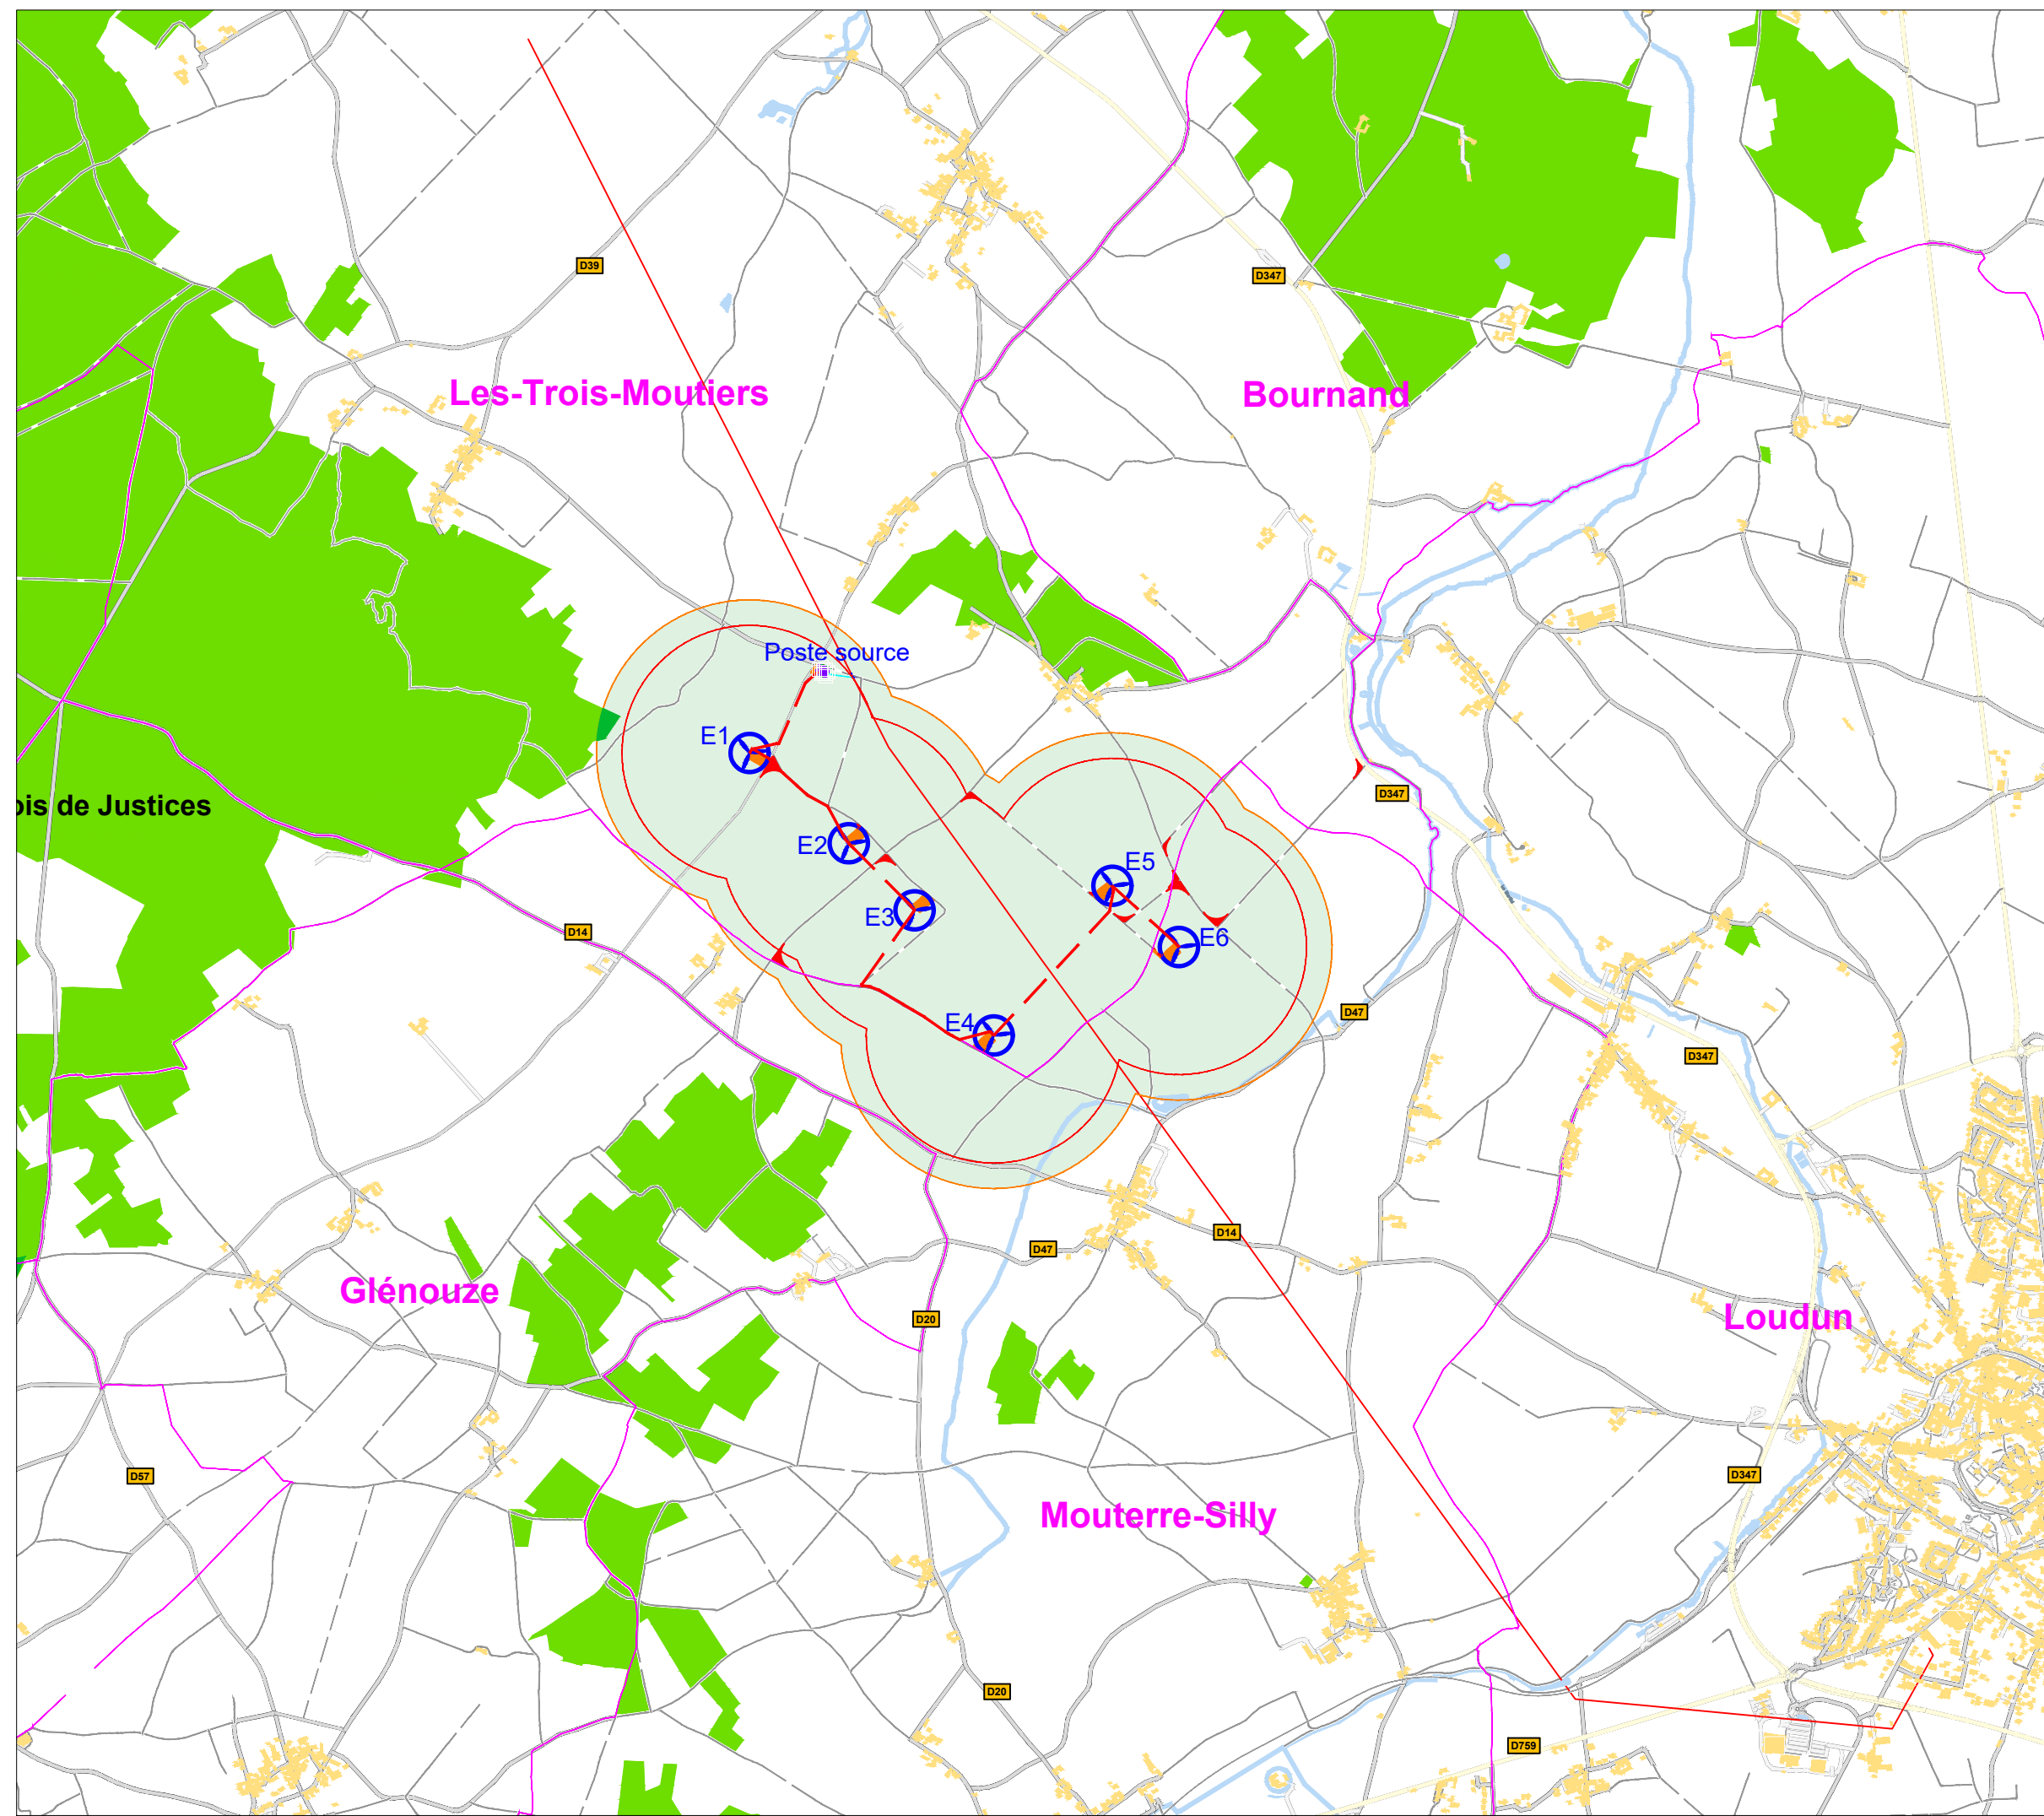 D39
D347
Les-Trois-Moutiers
Bournand
Poste source
E1
D347
ois de Justices
E2
E5
E3
D14
E6
D47
E4
D347
D14
D47
Glénouze
D20
Loudun
D57
D347
Mouterre-Silly
D20
D759